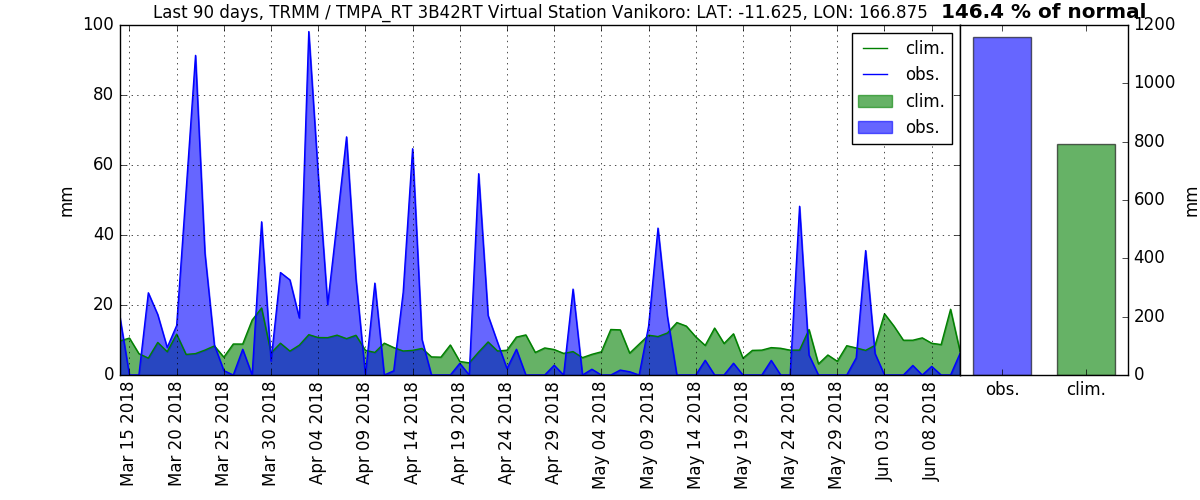 Last 90 days, TRMM / TMPA_RT 3B42RT Virtual Station Vanikoro: LAT: -11.625, LON: 166.875
146.4 % of normal
mm
100
80
60
40
20
0
clim.
obs.
clim.
obs.
Mar 15 2018
Mar 20 2018
Mar 25 2018
Mar 30 2018
Apr 04 2018
Apr 09 2018
Apr 14 2018
Apr 19 2018
Apr 24 2018
Apr 29 2018
May 04 2018
May 09 2018
May 14 2018
May 19 2018
May 24 2018
May 29 2018
Jun 03 2018
Jun 08 2018
1200
1000
800
600
400
200
0
mm
obs.
clim.